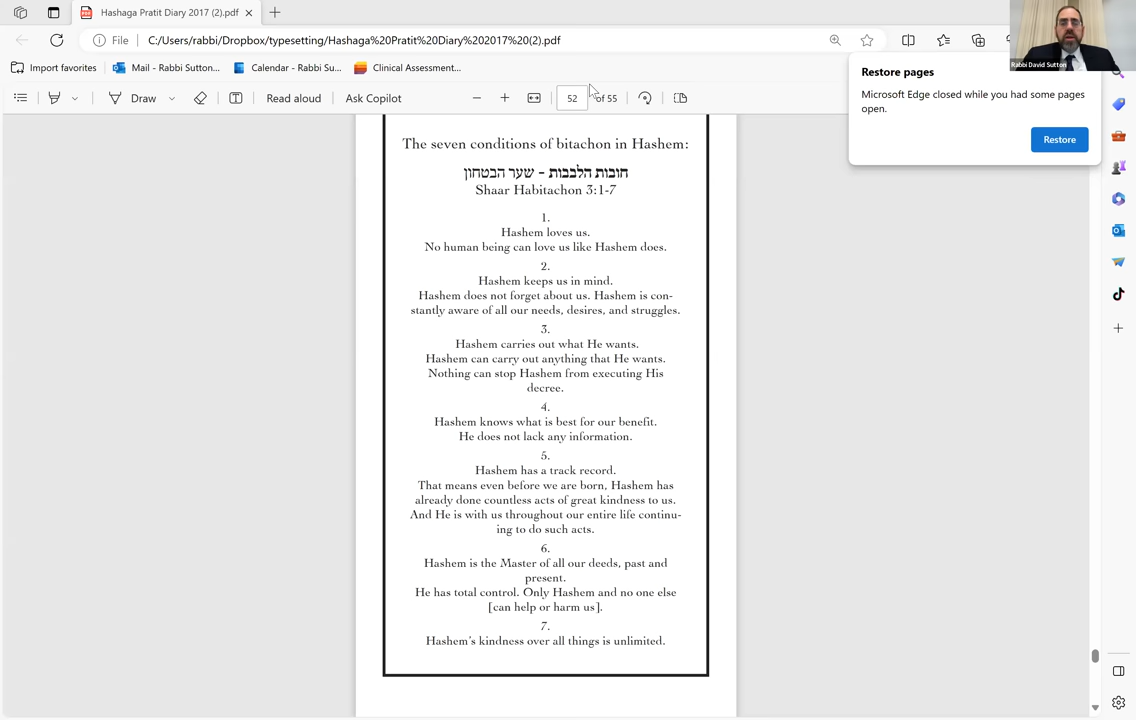 Hashaga Pratit Diary 2017 (2).pdf
File
C:/Users/rabbi/Dropbox/typesetting/Hashaga%20Pratit%20Diary%202017%20(2).pdf
Rabbi David Sutton
Import favorites
Mail - Rabbi Sutton...
Calendar - Rabbi Su...
Clinical Assessment...
Restore pages
Microsoft Edge closed while you had some pages
open.
Restore
Draw
Read aloud
Ask Copilot
52
of 55
The seven conditions of bitachon in Hashem:
חובות הלבבות - שער הבטחון
Shaar Habitachon 3:1-7
1.
Hashem loves us.
No human being can love us like Hashem does.
2.
Hashem keeps us in mind.
Hashem does not forget about us. Hashem is con-
stantly aware of all our needs, desires, and struggles.
3.
Hashem carries out what He wants.
Hashem can carry out anything that He wants.
Nothing can stop Hashem from executing His
decree.
4.
Hashem knows what is best for our benefit.
He does not lack any information.
5.
Hashem has a track record.
That means even before we are born, Hashem has
already done countless acts of great kindness to us.
And He is with us throughout our entire life continu-
ing to do such acts.
6.
Hashem is the Master of all our deeds, past and
present.
He has total control. Only Hashem and no one else
[can help or harm us].
7.
Hashem's kindness over all things is unlimited.